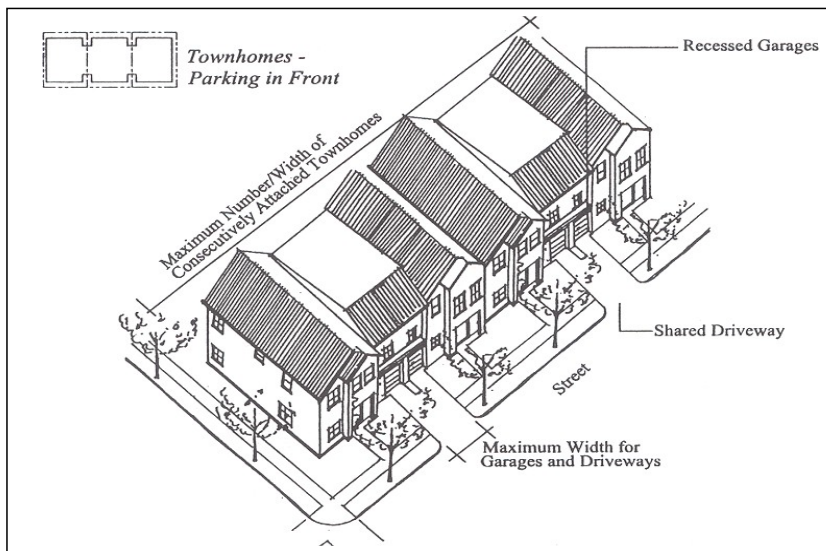 Townhomes -
Parking in Front
Recessed Garages
Maximum Number/Width of
Consecutively Attached Townhomes
Shared Driveway
Street
Maximum Width for
Garages and Driveways